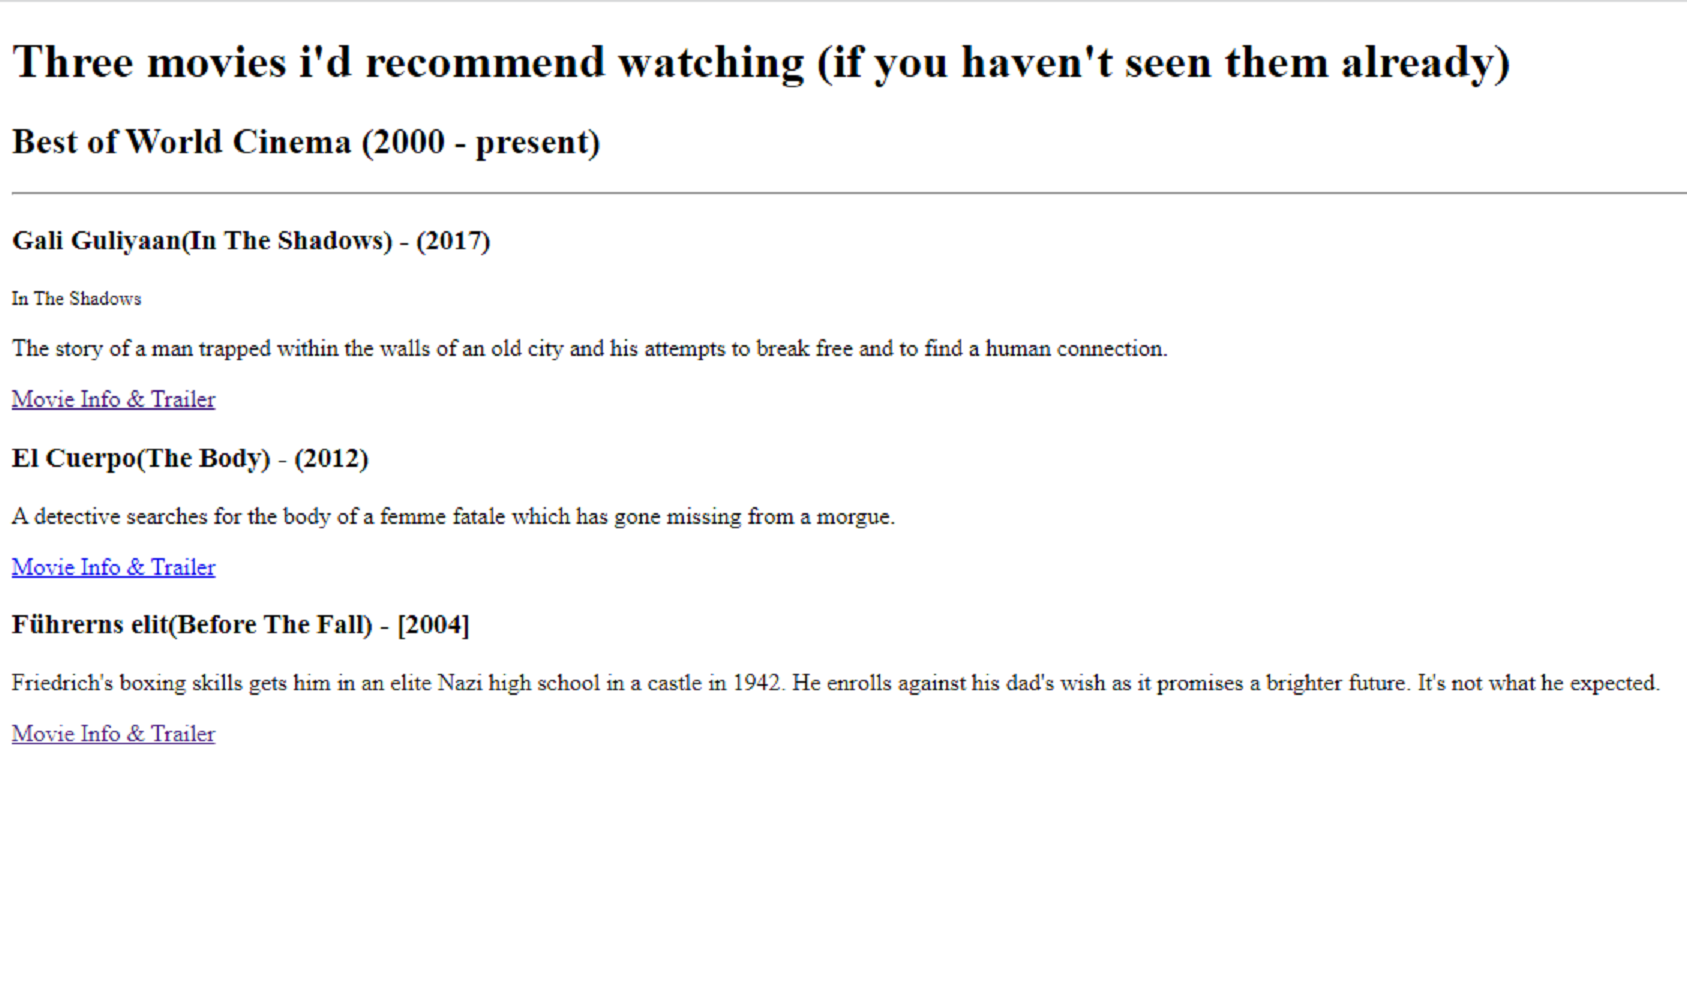 Three movies i'd recommend watching (if you haven't seen them already)
Best of World Cinema (2000 - present)
Gali Guliyaan(In The Shadows) - (2017)
In The Shadows
The story of a man trapped within the walls of an old city and his attempts to break free and to find a human connection.
Movie Info & Trailer
El Cuerpo(The Body) - (2012)
A detective searches for the body of a femme fatale which has gone missing from a morgue.
Movie Info & Trailer
Führerns elit(Before The Fall) - [2004]
Friedrich's boxing skills gets him in an elite Nazi high school in a castle in 1942. He enrolls against his dad's wish as it promises a brighter future. It's not what he expected.
Movie Info & Trailer